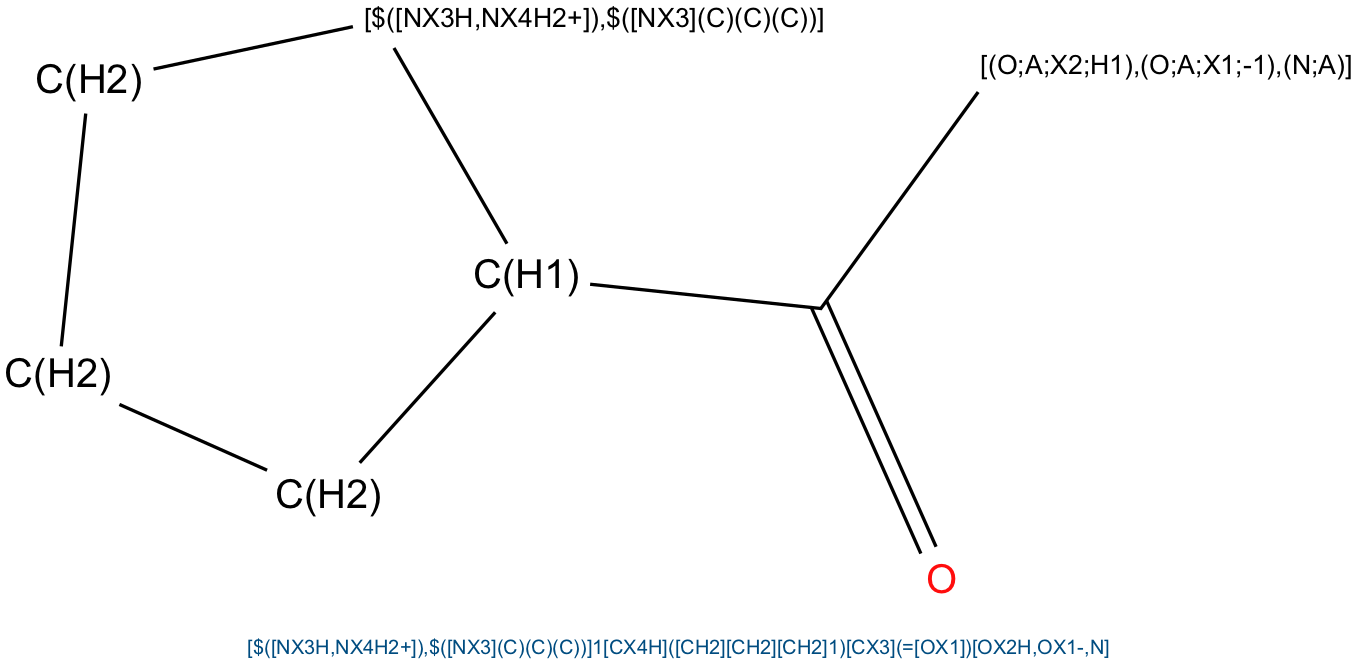 [$([NX3H,NX4H2+]),$([NX3](C)(C)(C))]
[(O;A;X2;H1),(O;A;X1;-1),(N;A)]
C(H2)
C(H1)
C(H2)
C(H2)
O
[$([NX3H,NX4H2+]),$([NX3](C)(C)(C))]1[CX4H]([CH2][CH2][CH2]1)[CX3](=[OX1])[OX2H,OX1-,N]